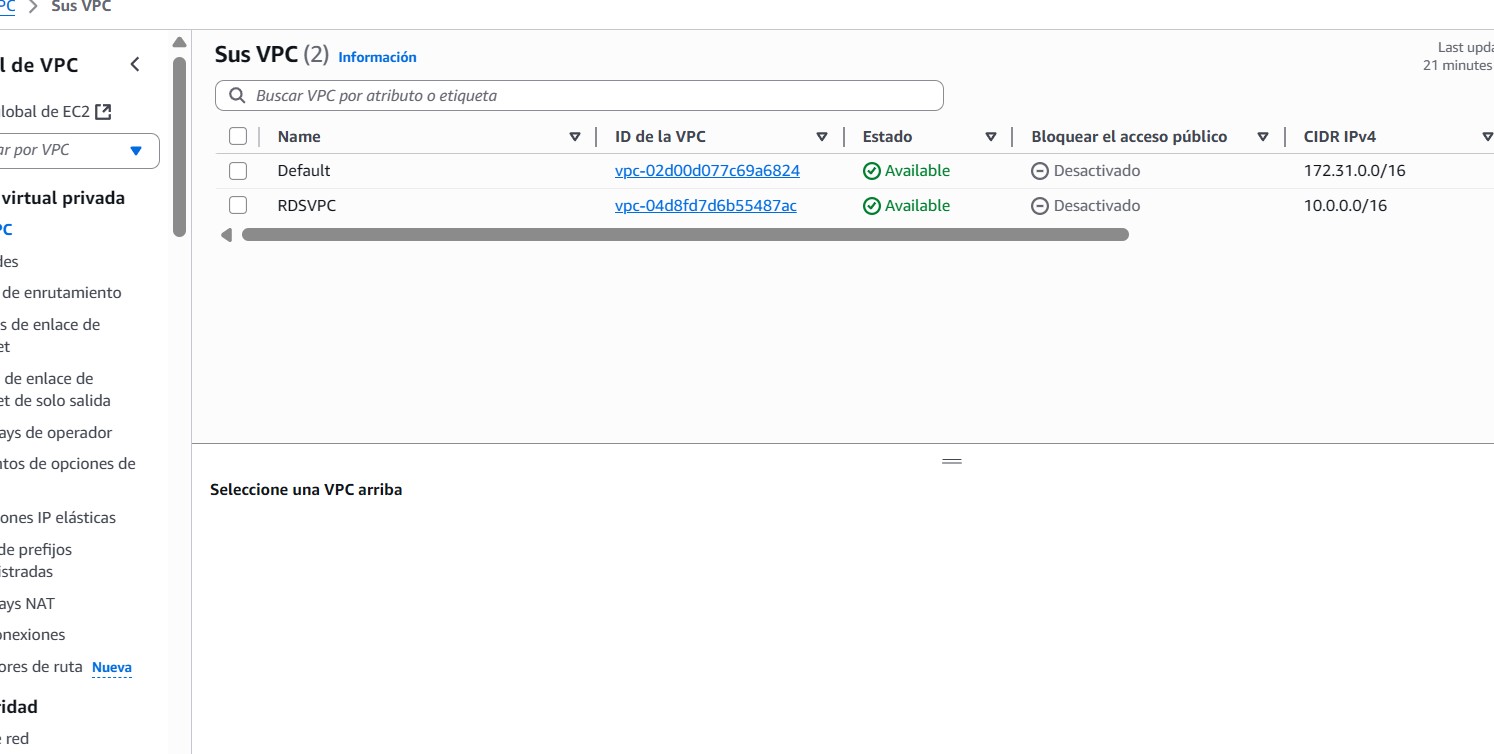 PC > Sus VPC
l de VPC
lobal de EC2
ar por VPC
virtual privada
PC
des
de enrutamiento
s de enlace de
et
de enlace de
et de solo salida
ays de operador
ntos de opciones de
ones IP elásticas
de prefijos
istradas
ays NAT
onexiones
ores de ruta Nueva
ridad
e red
Sus VPC (2) Información
Last upda
21 minutes
Buscar VPC por atributo o etiqueta
Name ID de la VPC Estado Bloquear el acceso público CIDR IPv4
Default vpc-02d00d077c69a6824 Available Desactivado 172.31.0.0/16
RDSVPC vpc-04d8fd7d6b55487ac Available Desactivado 10.0.0.0/16
Seleccione una VPC arriba